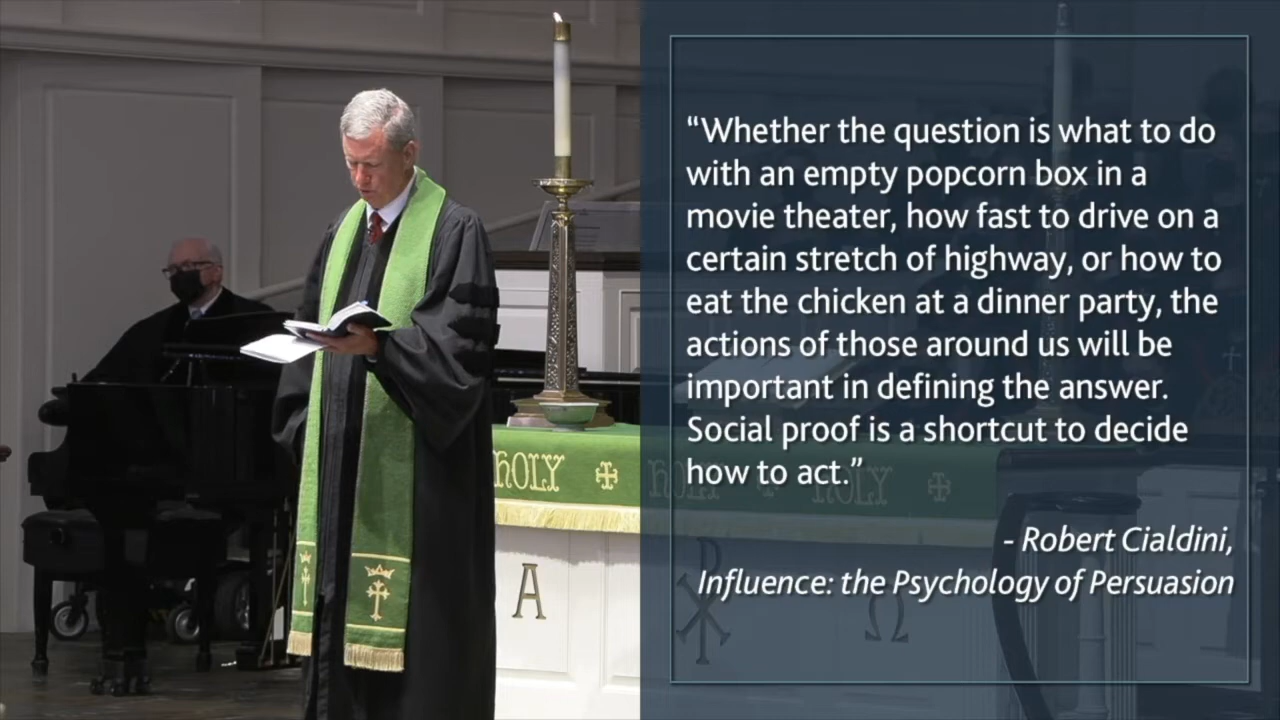 “Whether the question is what to do
with an empty popcorn box in a
movie theater, how fast to drive on a
certain stretch of highway, or how to
eat the chicken at a dinner party, the
actions of those around us will be
important in defining the answer.
Social proof is a shortcut to decide
how to act.”
- Robert Cialdini,
Influence: the Psychology of Persuasion
HOLY
HOLY
HOLY
A
Ω